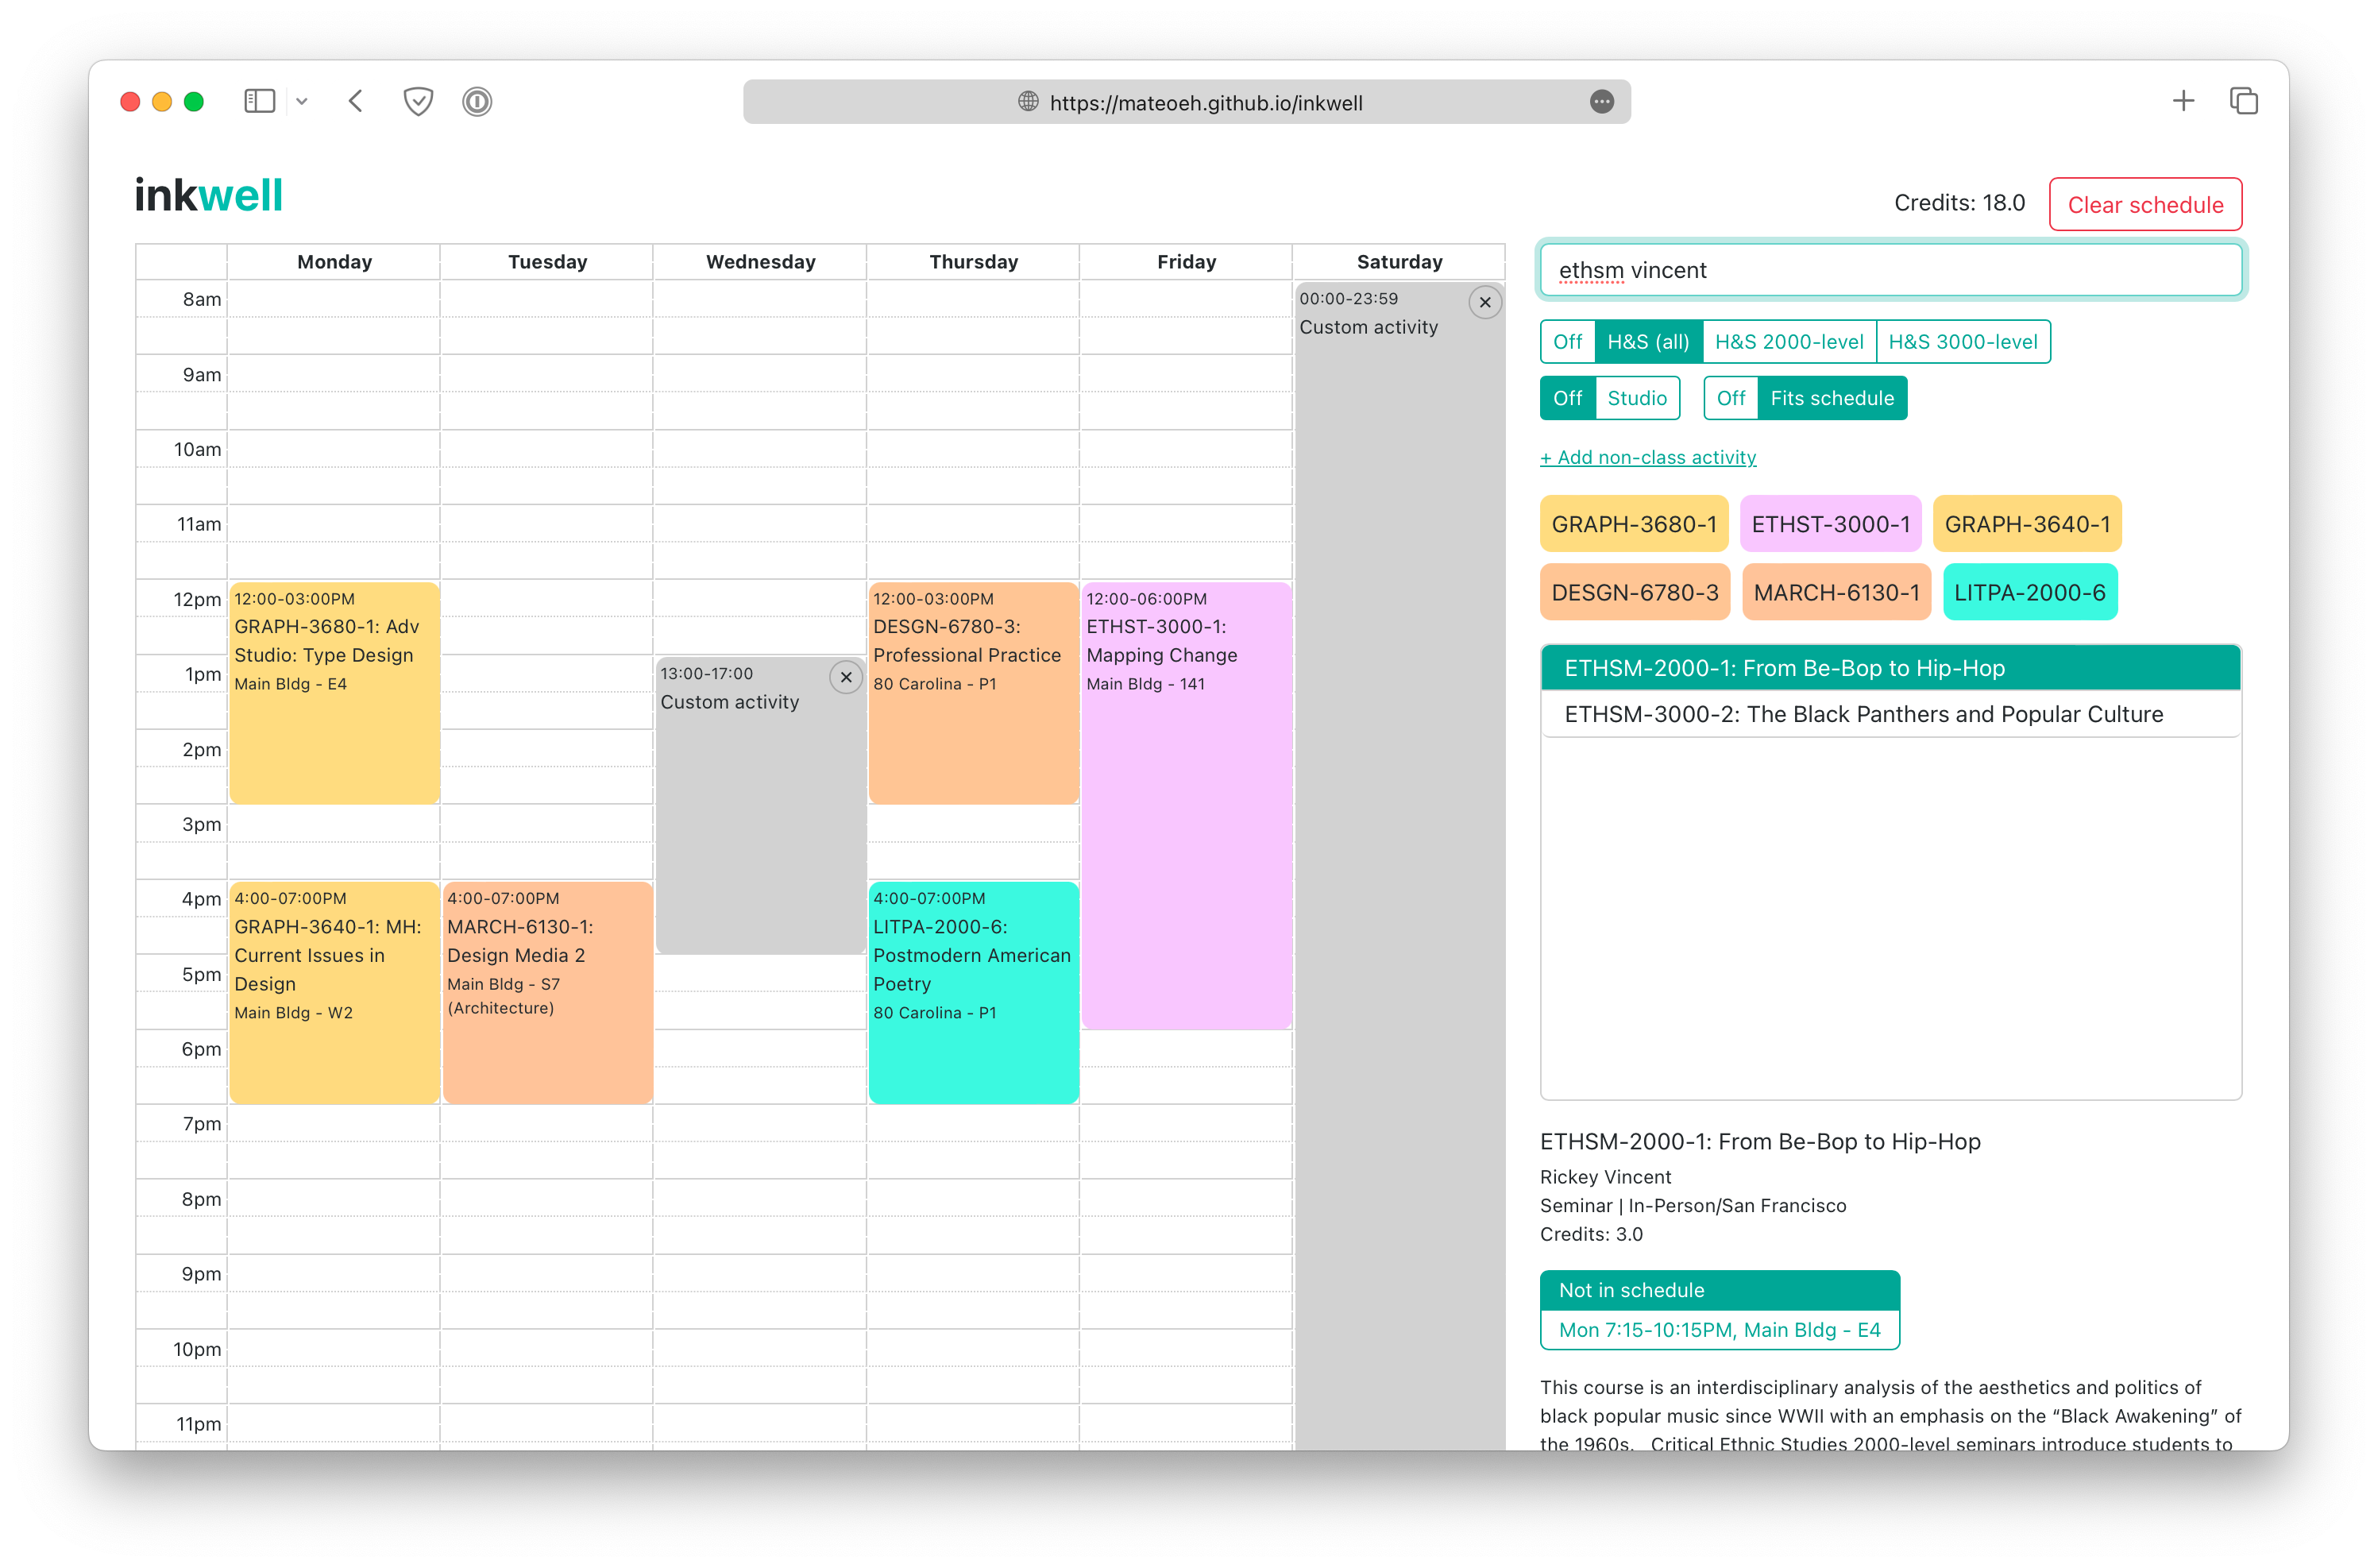 https://mateoeh.github.io/inkwell
inkwell
Credits: 18.0
Clear schedule
Monday Tuesday Wednesday Thursday Friday Saturday
8am
9am
10am
11am
12pm
1pm
2pm
3pm
4pm
5pm
6pm
7pm
8pm
9pm
10pm
11pm
12:00-03:00PM
GRAPH-3680-1: Adv
Studio: Type Design
Main Bldg - E4
4:00-07:00PM
GRAPH-3640-1: MH:
Current Issues in
Design
Main Bldg - W2
4:00-07:00PM
MARCH-6130-1:
Design Media 2
Main Bldg - S7
(Architecture)
13:00-17:00
Custom activity
×
12:00-03:00PM
DESGN-6780-3:
Professional Practice
80 Carolina - P1
4:00-07:00PM
LITPA-2000-6:
Postmodern American
Poetry
80 Carolina - P1
12:00-06:00PM
ETHST-3000-1:
Mapping Change
Main Bldg - 141
00:00-23:59
Custom activity
×
ethsm vincent
Off H&S (all) H&S 2000-level H&S 3000-level
Off Studio Off Fits schedule
+ Add non-class activity
GRAPH-3680-1 ETHST-3000-1 GRAPH-3640-1
DESGN-6780-3 MARCH-6130-1 LITPA-2000-6
ETHSM-2000-1: From Be-Bop to Hip-Hop
ETHSM-3000-2: The Black Panthers and Popular Culture
ETHSM-2000-1: From Be-Bop to Hip-Hop
Rickey Vincent
Seminar | In-Person/San Francisco
Credits: 3.0
Not in schedule
Mon 7:15-10:15PM, Main Bldg - E4
This course is an interdisciplinary analysis of the aesthetics and politics of
black popular music since WWII with an emphasis on the “Black Awakening” of
the 1960s. Critical Ethnic Studies 2000-level seminars introduce students to